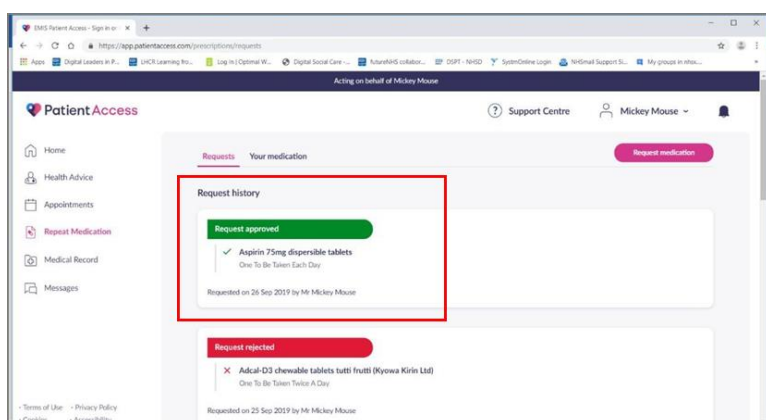 EMIS Patient Access - Sign in or
https://app.patientaccess.com/prescriptions/requests
Apps Digital Leaders in P... LHCR Learning fro... Log In | Optimal W... Digital Social Care -... FutureNHS collabor... DSPT - NHSD SystmOnline Login NHSmail Support Si... My groups in nhsx...
Acting on behalf of Mickey Mouse
Patient Access
Support Centre
Mickey Mouse
Home
Health Advice
Appointments
Repeat Medication
Medical Record
Messages
Requests Your medication
Request medication
Request history
Request approved
Aspirin 75mg dispersible tablets
One To Be Taken Each Day
Requested on 26 Sep 2019 by Mr Mickey Mouse
Request rejected
Adcal-D3 chewable tablets tutti frutti (Kyowa Kirin Ltd)
One To Be Taken Twice A Day
Requested on 25 Sep 2019 by Mr Mickey Mouse
- Terms of Use - Privacy Policy